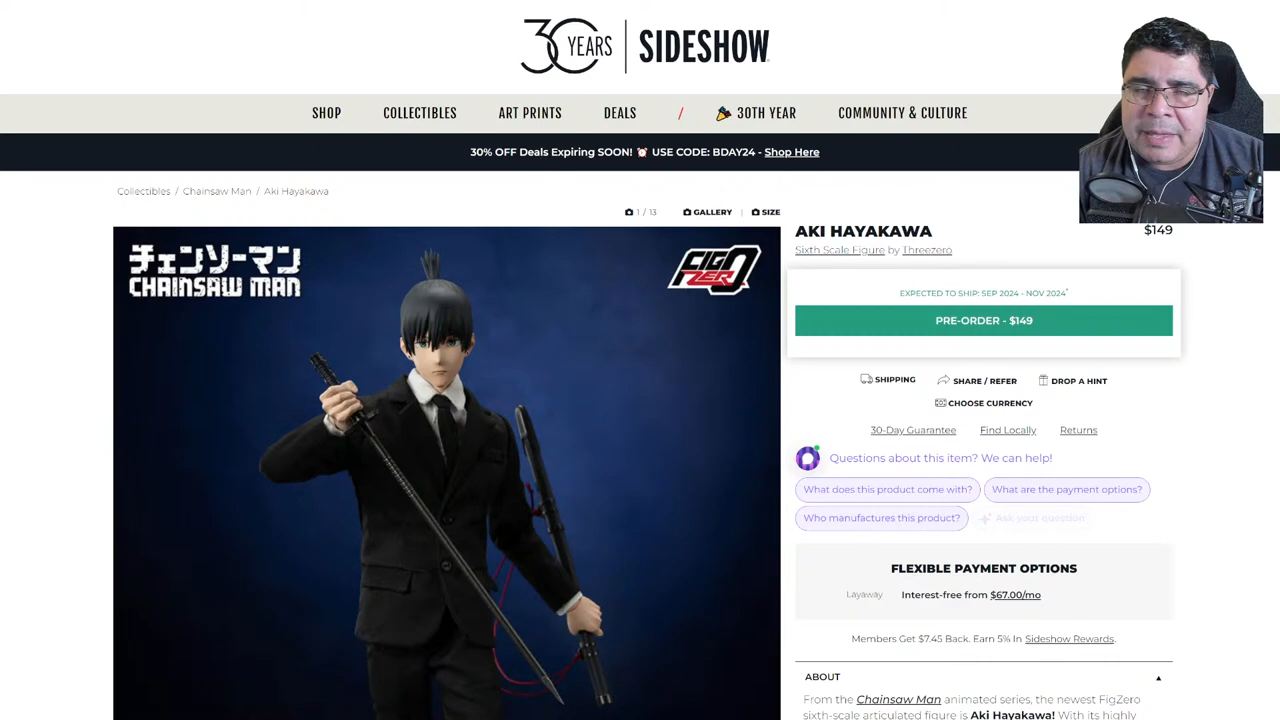 30 YEARS SIDESHOW
SHOP COLLECTIBLES ART PRINTS DEALS / 30TH YEAR COMMUNITY & CULTURE
30% OFF Deals Expiring SOON! ⏰ USE CODE: BDAY24 - Shop Here
Collectibles / Chainsaw Man / Aki Hayakawa
1 / 13 GALLERY | SIZE
チェンソーマン
CHAINSAW MAN
FIGZERO
AKI HAYAKAWA $149
Sixth Scale Figure by Threezero
EXPECTED TO SHIP: SEP 2024 - NOV 2024*
PRE-ORDER - $149
SHIPPING SHARE / REFER DROP A HINT
CHOOSE CURRENCY
30-Day Guarantee Find Locally Returns
Questions about this item? We can help!
What does this product come with? What are the payment options?
Who manufactures this product? Ask your question
FLEXIBLE PAYMENT OPTIONS
Layaway Interest-free from $67.00/mo
Members Get $7.45 Back. Earn 5% In Sideshow Rewards.
ABOUT
From the Chainsaw Man animated series, the newest FigZero
sixth-scale articulated figure is Aki Hayakawa! With its highly